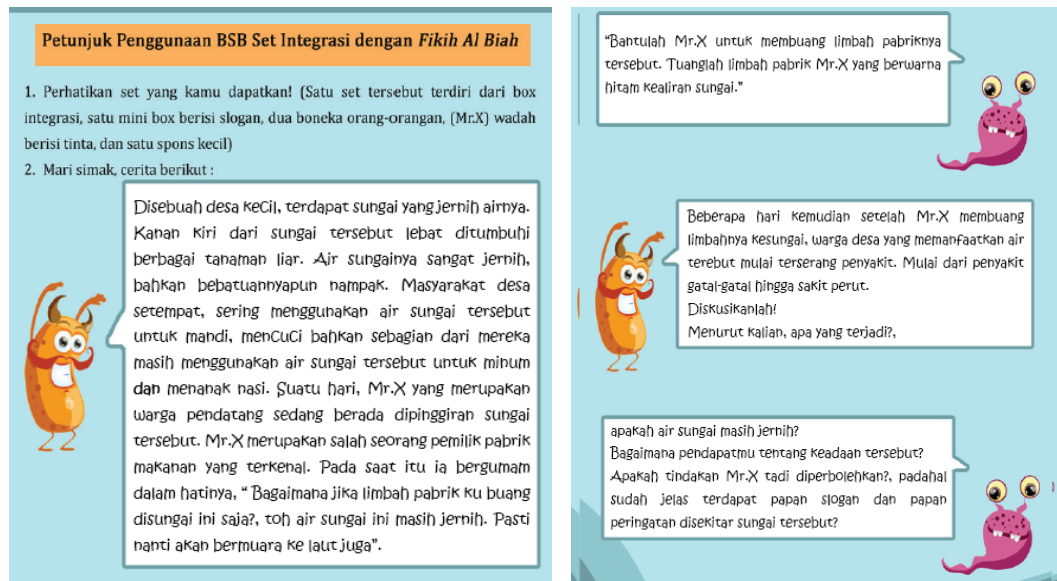 Petunjuk Penggunaan BSB Set Integrasi dengan Fikih Al Biah
1. Perhatikan set yang kamu dapatkan! (Satu set tersebut terdiri dari box
integrasi, satu mini box berisi slogan, dua boneka orang-orangan, (Mr.X) wadah
berisi tinta, dan satu spons kecil)
2. Mari simak, cerita berikut :
Disebuah desa kecil, terdapat sungai yang jernih airnya.
Kanan kiri dari sungai tersebut lebat ditumbuhi
berbagai tanaman liar. Air sungainya sangat jernih,
bahkan bebatuannyapun nampak. Masyarakat desa
setempat, sering menggunakan air sungai tersebut
untuk mandi, mencuci bahkan sebagian dari mereka
masih menggunakan air sungai tersebut untuk minum
dan menanak nasi. Suatu hari, Mr.X yang merupakan
warga pendatang sedang berada dipinggiran sungai
tersebut. Mr.X merupakan salah seorang pemilik pabrik
makanan yang terkenal. Pada saat itu ia bergumam
dalam hatinya, “ Bagaimana jika limbah pabrik ku buang
disungai ini saja?, toh air sungai ini masih jernih. Pasti
nanti akan bermuara ke laut juga”.
“Bantulah Mr.X untuk membuang limbah pabriknya
tersebut. Tuanglah limbah pabrik Mr.X yang berwarna
hitam kealiran sungai.”
Beberapa hari kemudian setelah Mr.X membuang
limbahnya kesungai, warga desa yang memanfaatkan air
terebut mulai terserang penyakit. Mulai dari penyakit
gatal-gatal hingga sakit perut.
Diskusikanlah!
Menurut kalian, apa yang terjadi?,
apakah air sungai masih jernih?
Bagaimana pendapatmu tentang keadaan tersebut?
Apakah tindakan Mr.X tadi diperbolehkan?, padahal
sudah jelas terdapat papan slogan dan papan
peringatan disekitar sungai tersebut?